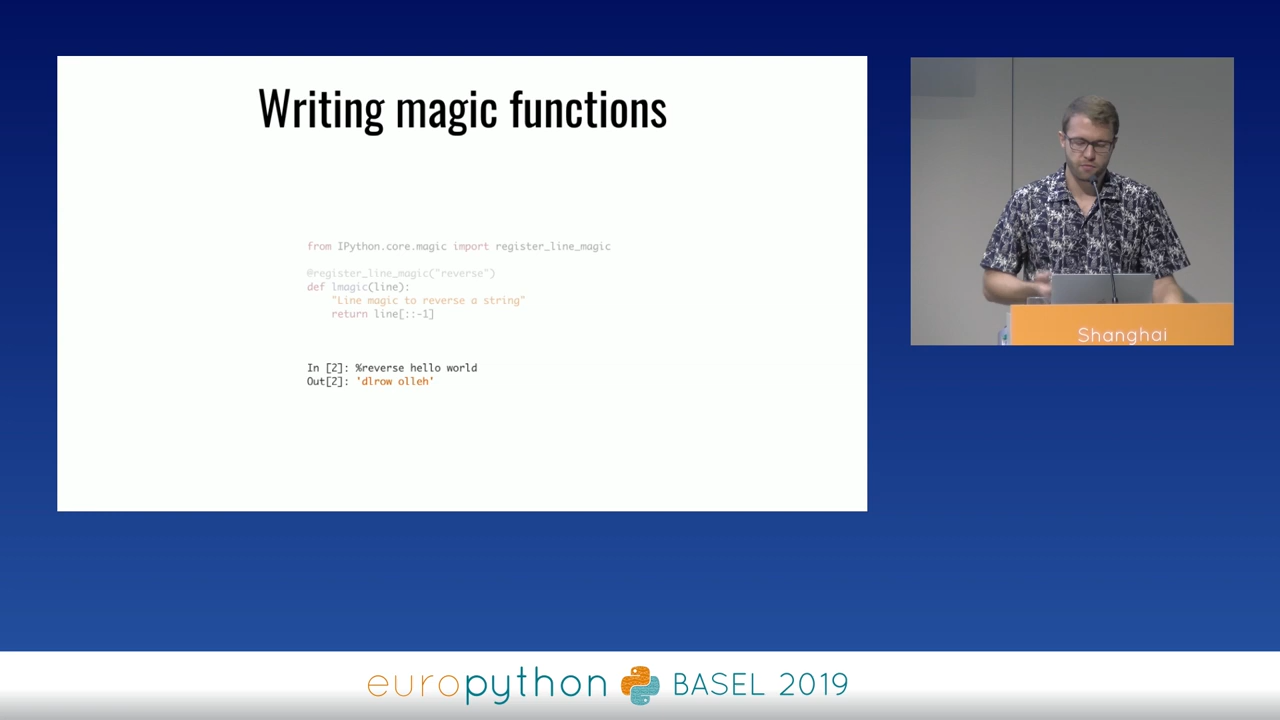 Writing magic functions
from IPython.core.magic import register_line_magic
@register_line_magic("reverse")
def lmagic(line):
"Line magic to reverse a string"
return line[::-1]
In [2]: %reverse hello world
Out[2]: 'dlrow olleh'
Shanghai
europython BASEL 2019